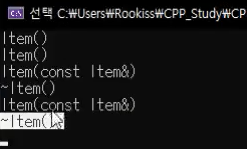 선택 C:₩Users₩Rookiss₩CPP_Study₩CP
Item()
Item()
Item(const Item&)
~Item()
Item(const Item&)
~Item()